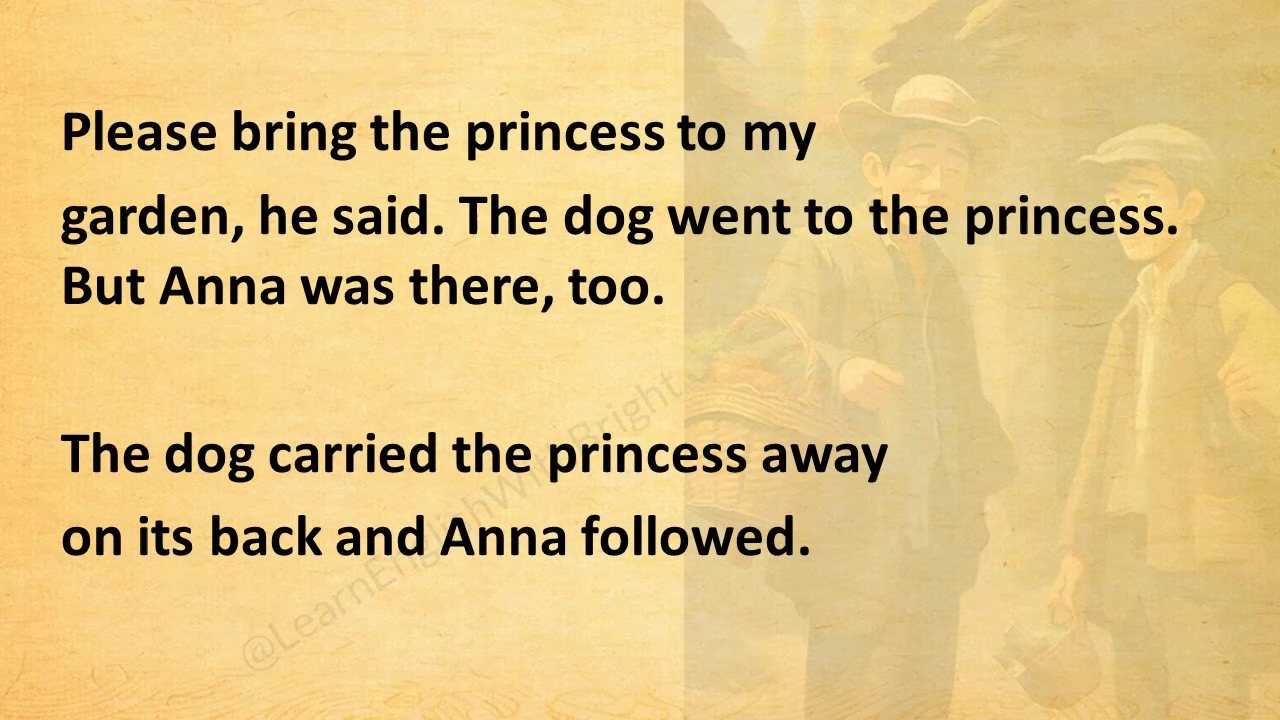 Please bring the princess to my
garden, he said. The dog went to the princess.
But Anna was there, too.
The dog carried the princess away
on its back and Anna followed.
@LearnEnglishWithBright